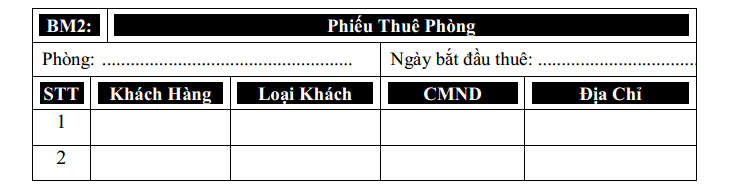 BM2: Phiếu Thuê Phòng
Phòng: .................................................... Ngày bắt đầu thuê: .................................
STT Khách Hàng Loại Khách CMND Địa Chỉ
1
2